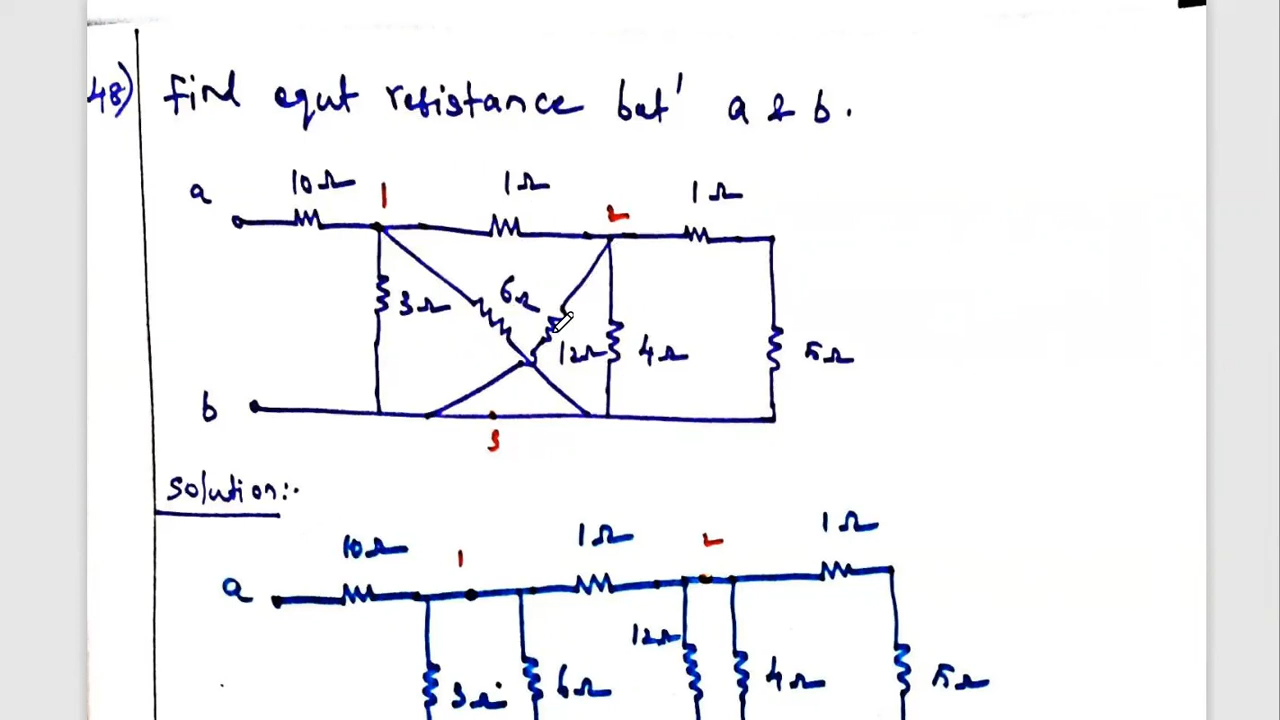 48) find equt resistance bet' a & b.
a 10Ω 1 1Ω 2 1Ω
3Ω 6Ω 12Ω 4Ω 5Ω
b
3
Solution:-
a 10Ω 1 1Ω 2 1Ω
12Ω
3Ω 6Ω 4Ω 5Ω